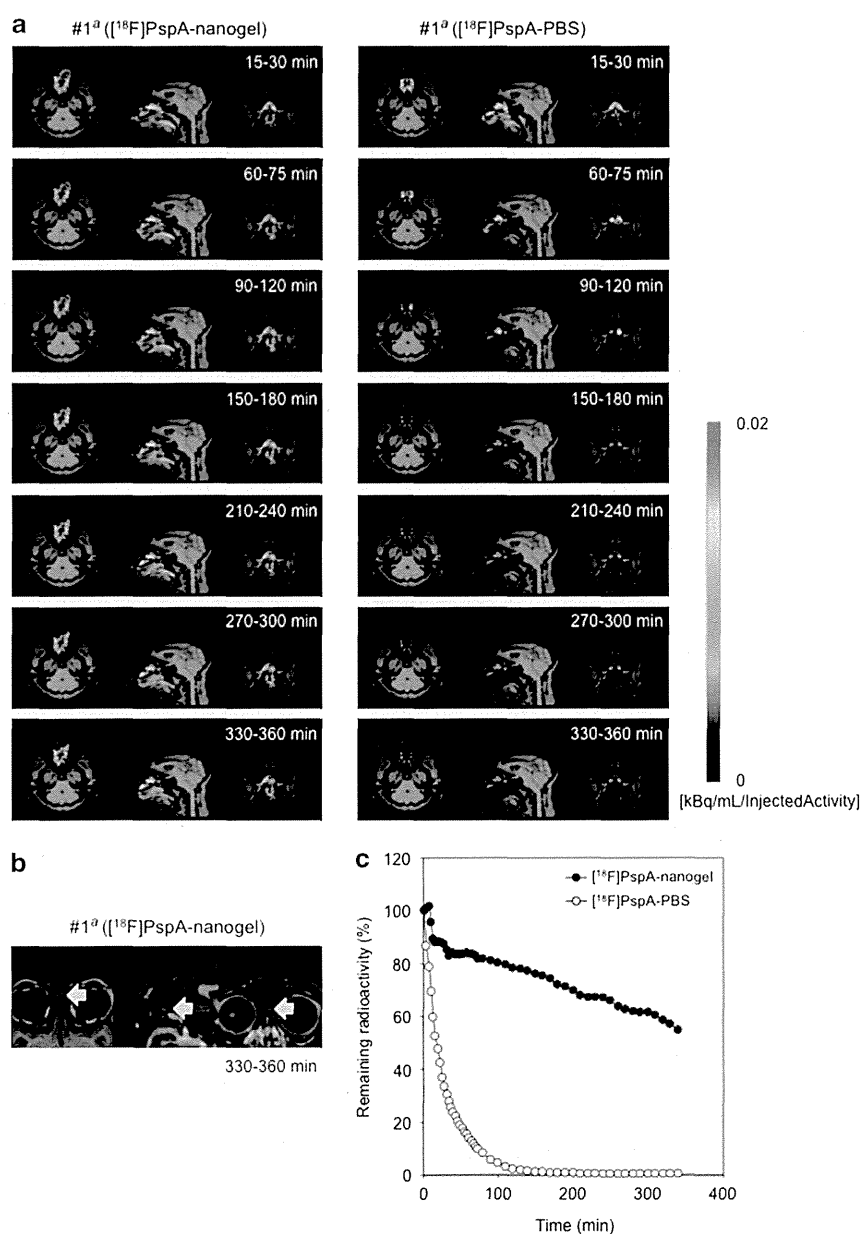 a
#1ª ([¹⁸F]PspA-nanogel)
#1ª ([¹⁸F]PspA-PBS)
15-30 min
15-30 min
60-75 min
60-75 min
90-120 min
90-120 min
150-180 min
150-180 min
210-240 min
210-240 min
270-300 min
270-300 min
330-360 min
330-360 min
0.02
0
[kBq/mL/InjectedActivity]
b
#1ª ([¹⁸F]PspA-nanogel)
330-360 min
c
120
100
80
60
40
20
0
Remaining radioactivity (%)
[¹⁸F]PspA-nanogel
[¹⁸F]PspA-PBS
0
100
200
300
400
Time (min)